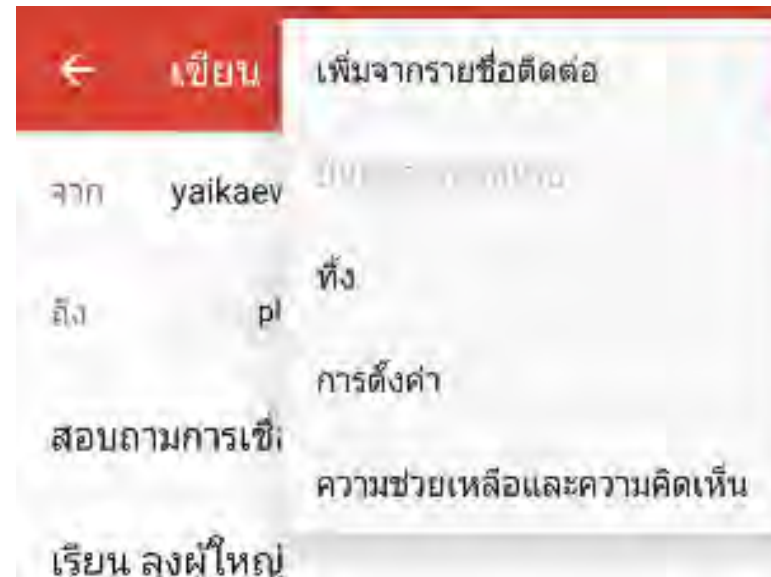 เขียน
เพิ่มจากรายชื่อติดต่อ
จาก yaikaev
ทิ้ง
ถึง
การตั้งค่า
สอบถามการ
ความช่วยเหลือและความคิดเห็น
เรียน ลุงผู้ใหญ่